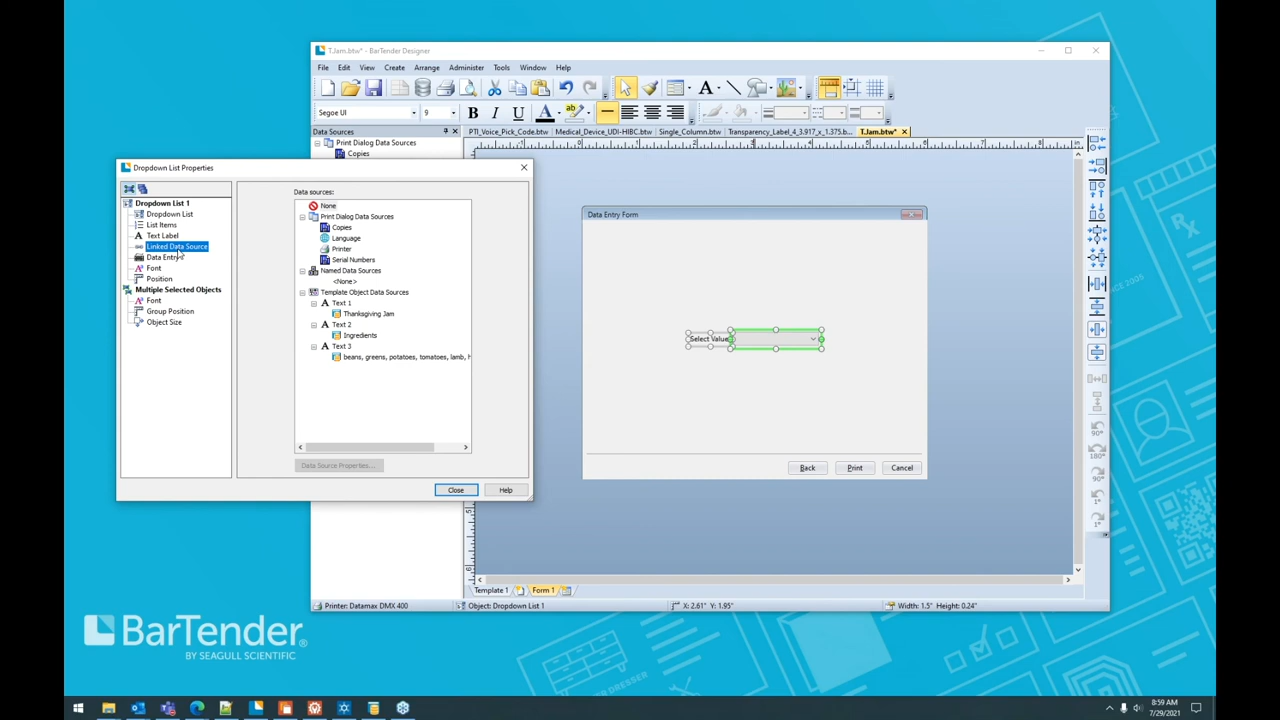 T.Jam.btw* - BarTender Designer
File Edit View Create Arrange Administer Tools Window Help
Segoe UI 9 B I U
Data Sources
PTI_Voice_Pick_Code.btw Medical_Device_UDI-HIBC.btw Single_Column.btw Transparency_Label_4_3.917_x_1.375.b... T.Jam.btw*
Print Dialog Data Sources
Copies
Dropdown List Properties
Dropdown List 1
Dropdown List
List Items
Text Label
Linked Data Source
Data Entry
Font
Position
Multiple Selected Objects
Font
Group Position
Object Size
Data sources:
None
Print Dialog Data Sources
Copies
Language
Printer
Serial Numbers
Named Data Sources
<None>
Template Object Data Sources
Text 1
Thanksgiving Jam
Text 2
Ingredients
Text 3
beans, greens, potatoes, tomatoes, lamb, h
Data Source Properties...
Close Help
Data Entry Form
Select Value
Back Print Cancel
Template 1 Form 1
Printer: Datamax DMX 400 Object: Dropdown List 1 X: 2.61" Y: 1.95" Width: 1.5" Height: 0.24"
BarTender®
BY SEAGULL SCIENTIFIC
8:59 AM
7/29/2021